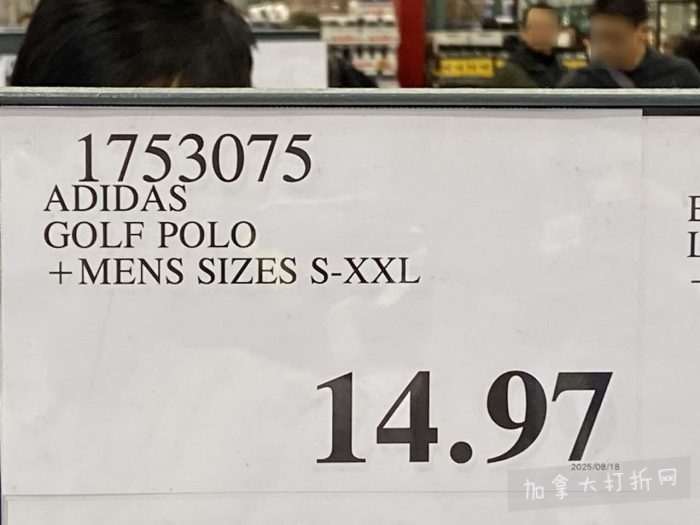 1753075
ADIDAS
GOLF POLO
+MENS SIZES S-XXL
14.97
2025/08/18
加拿大打折网